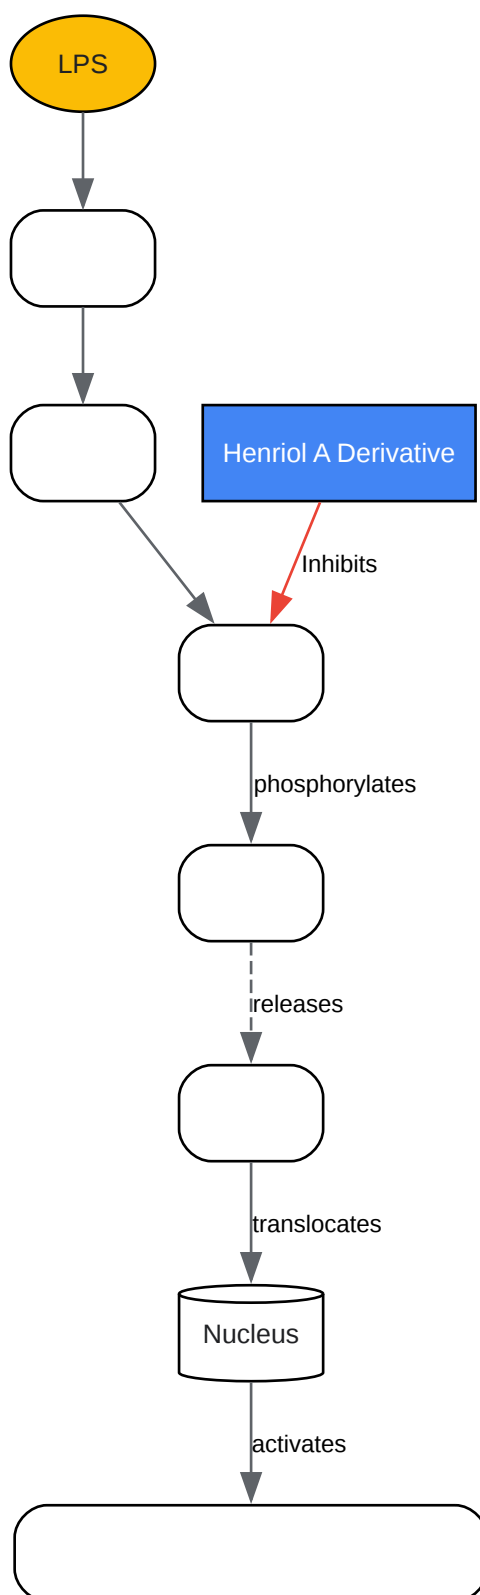 LPS
Henriol A Derivative
Inhibits
phosphorylates
releases
translocates
Nucleus
activates